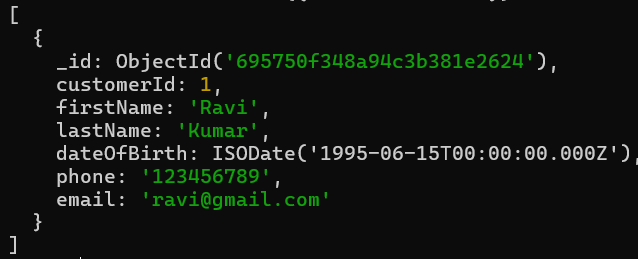 [
  {
    _id: ObjectId('695750f348a94c3b381e2624'),
    customerId: 1,
    firstName: 'Ravi',
    lastName: 'Kumar',
    dateOfBirth: ISODate('1995-06-15T00:00:00.000Z'),
    phone: '123456789',
    email: 'ravi@gmail.com'
  }
]